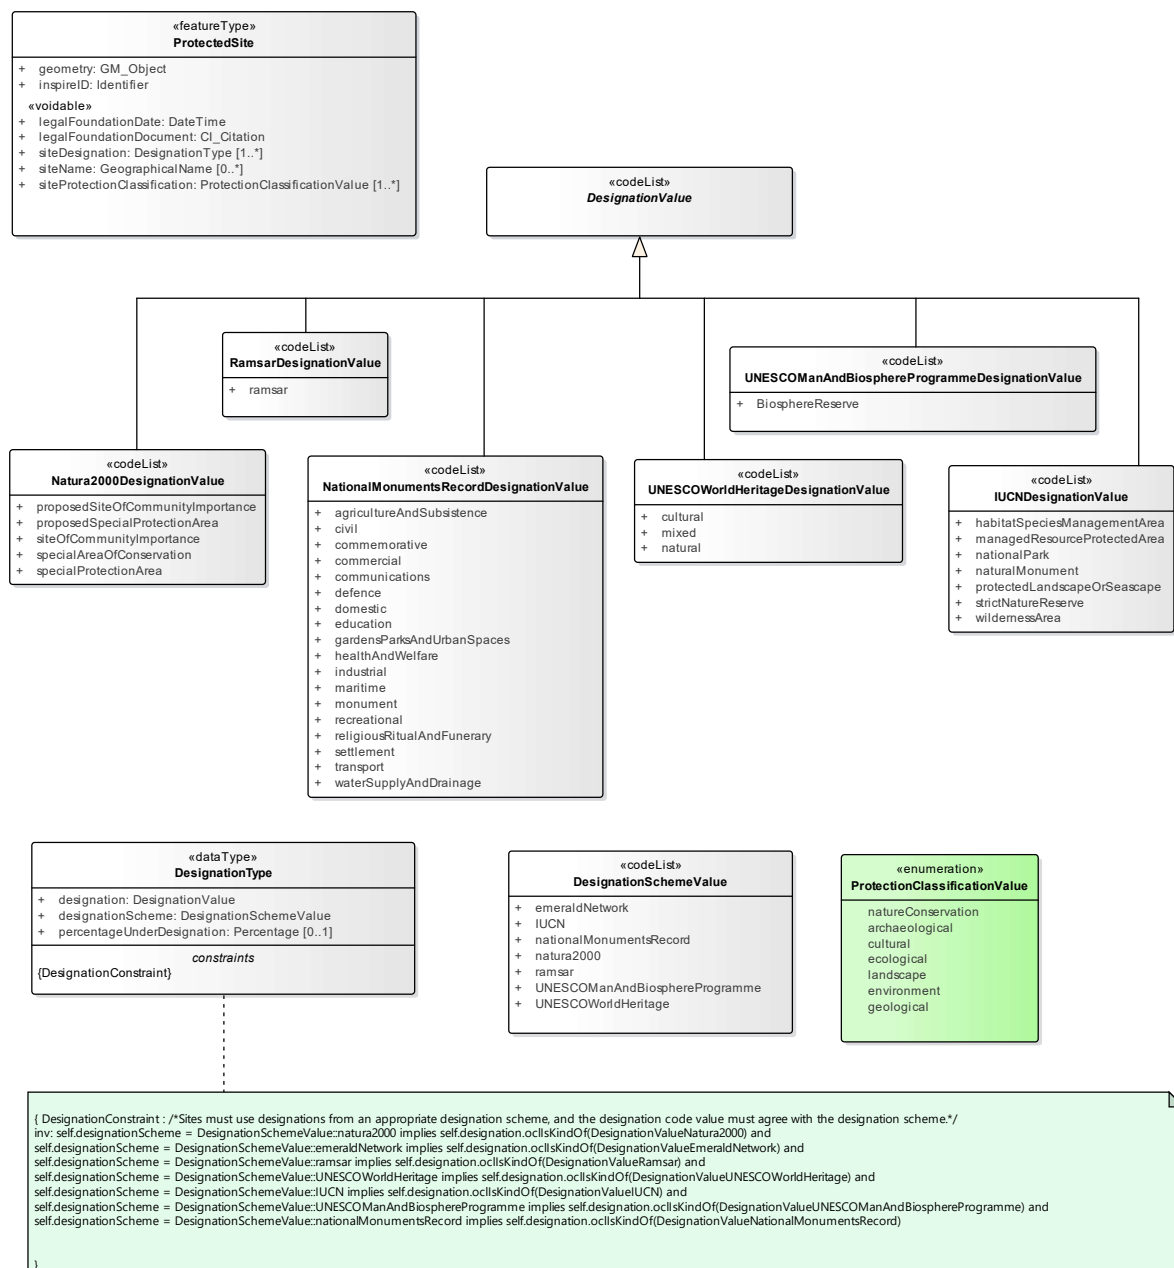 «featureType»
ProtectedSite
+ geometry: GM_Object
+ inspireID: Identifier
«voidable»
+ legalFoundationDate: DateTime
+ legalFoundationDocument: CI_Citation
+ siteDesignation: DesignationType [1..*]
+ siteName: GeographicalName [0..*]
+ siteProtectionClassification: ProtectionClassificationValue [1..*]
«codeList»
DesignationValue
«codeList»
RamsarDesignationValue
+ ramsar
«codeList»
UNESCOManAndBiosphereProgrammeDesignationValue
+ BiosphereReserve
«codeList»
Natura2000DesignationValue
+ proposedSiteOfCommunityImportance
+ proposedSpecialProtectionArea
+ siteOfCommunityImportance
+ specialAreaOfConservation
+ specialProtectionArea
«codeList»
NationalMonumentsRecordDesignationValue
+ agricultureAndSubsistence
+ civil
+ commemorative
+ commercial
+ communications
+ defence
+ domestic
+ education
+ gardensParksAndUrbanSpaces
+ healthAndWelfare
+ industrial
+ maritime
+ monument
+ recreational
+ religiousRitualAndFunerary
+ settlement
+ transport
+ waterSupplyAndDrainage
«codeList»
UNESCOWorldHeritageDesignationValue
+ cultural
+ mixed
+ natural
«codeList»
IUCNDesignationValue
+ habitatSpeciesManagementArea
+ managedResourceProtectedArea
+ nationalPark
+ naturalMonument
+ protectedLandscapeOrSeascape
+ strictNatureReserve
+ wildernessArea
«dataType»
DesignationType
+ designation: DesignationValue
+ designationScheme: DesignationSchemeValue
+ percentageUnderDesignation: Percentage [0..1]
constraints
{DesignationConstraint}
«codeList»
DesignationSchemeValue
+ emeraldNetwork
+ IUCN
+ nationalMonumentsRecord
+ natura2000
+ ramsar
+ UNESCOManAndBiosphereProgramme
+ UNESCOWorldHeritage
«enumeration»
ProtectionClassificationValue
natureConservation
archaeological
cultural
ecological
landscape
environment
geological
{ DesignationConstraint : /*Sites must use designations from an appropriate designation scheme, and the designation code value must agree with the designation scheme.*/
inv: self.designationScheme = DesignationSchemeValue::natura2000 implies self.designation.oclIsKindOf(DesignationValueNatura2000) and
self.designationScheme = DesignationSchemeValue::emeraldNetwork implies self.designation.oclIsKindOf(DesignationValueEmeraldNetwork) and
self.designationScheme = DesignationSchemeValue::ramsar implies self.designation.oclIsKindOf(DesignationValueRamsar) and
self.designationScheme = DesignationSchemeValue::UNESCOWorldHeritage implies self.designation.oclIsKindOf(DesignationValueUNESCOWorldHeritage) and
self.designationScheme = DesignationSchemeValue::IUCN implies self.designation.oclIsKindOf(DesignationValueIUCN) and
self.designationScheme = DesignationSchemeValue::UNESCOManAndBiosphereProgramme implies self.designation.oclIsKindOf(DesignationValueUNESCOManAndBiosphereProgramme) and
self.designationScheme = DesignationSchemeValue::nationalMonumentsRecord implies self.designation.oclIsKindOf(DesignationValueNationalMonumentsRecord)
}